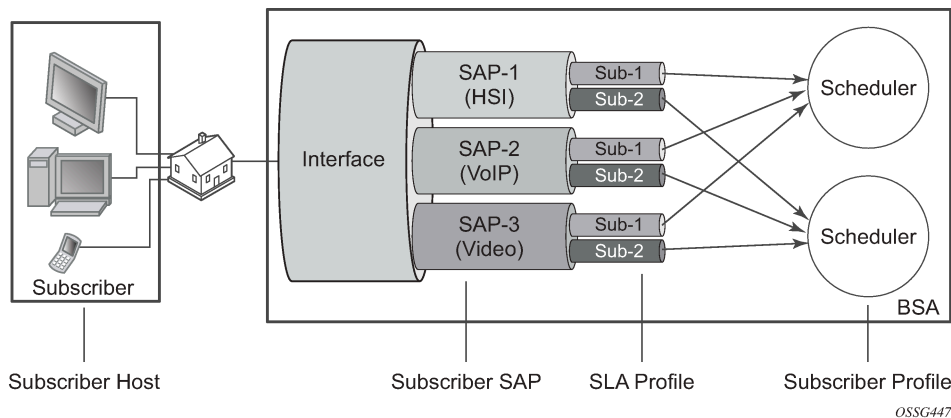 Subscriber
Interface
SAP-1
(HSI)
Sub-1
Sub-2
SAP-2
(VoIP)
Sub-1
Sub-2
SAP-3
(Video)
Sub-1
Sub-2
Scheduler
Scheduler
BSA
Subscriber Host
Subscriber SAP
SLA Profile
Subscriber Profile
OSSG447